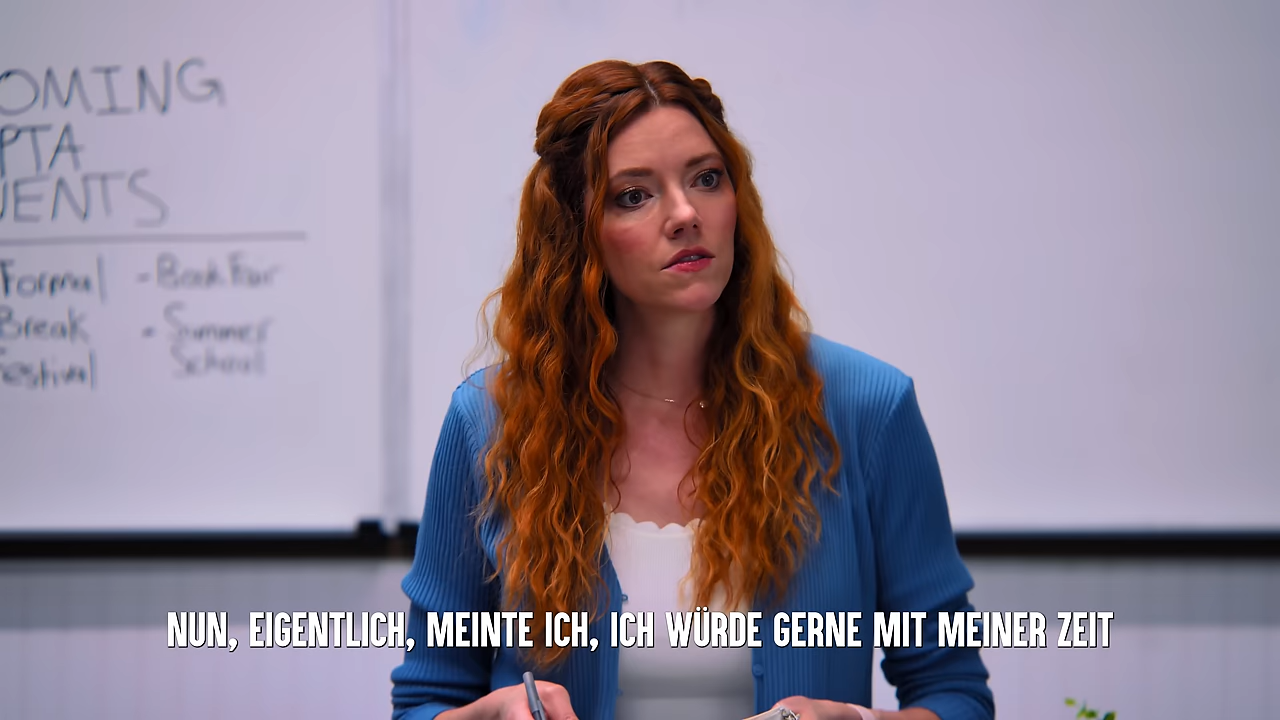 OMING
PTA
VENTS
Formal - Book Fair
Break - Summer
Festival School
NUN, EIGENTLICH, MEINTE ICH, ICH WÜRDE GERNE MIT MEINER ZEIT